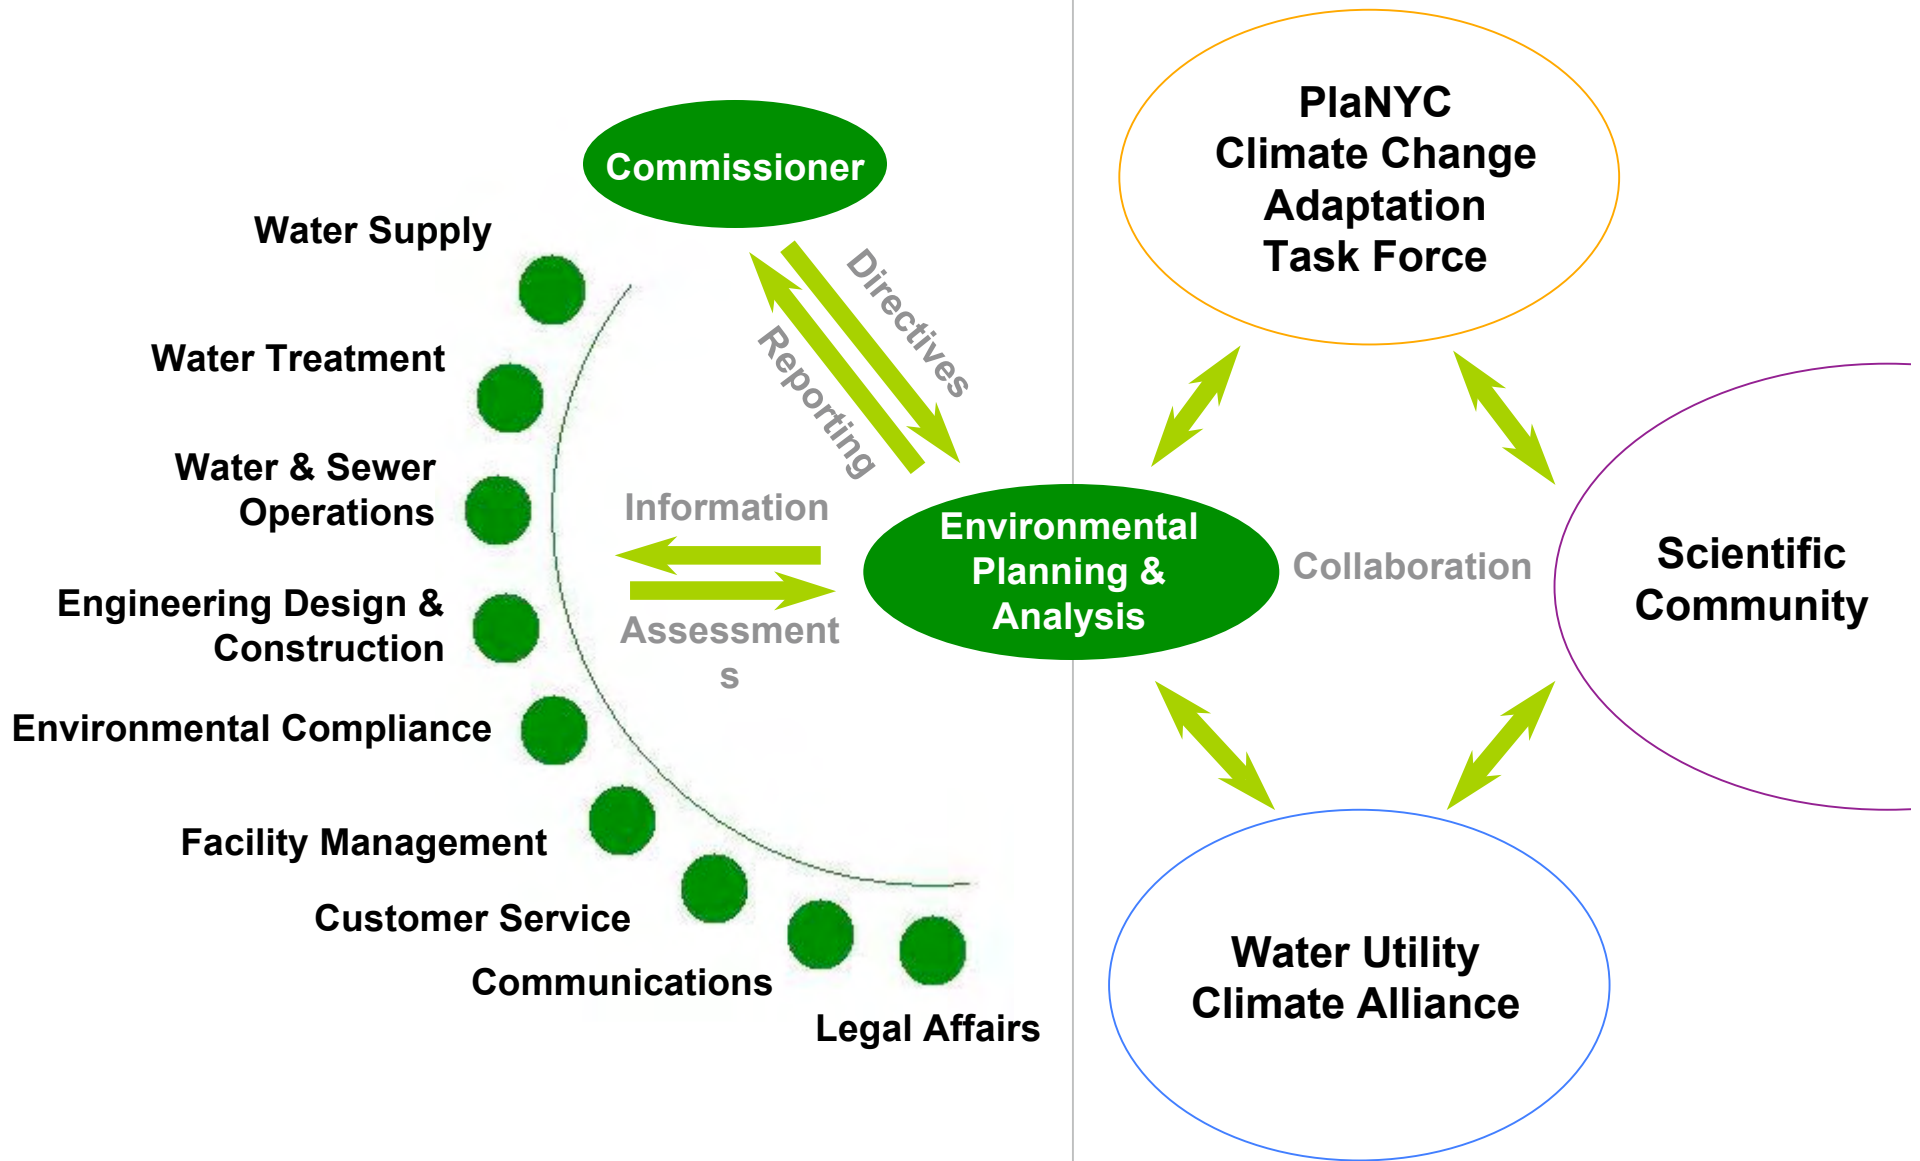 Commissioner
Water Supply
Water Treatment
Water & Sewer
Operations
Engineering Design &
Construction
Environmental Compliance
Facility Management
Customer Service
Communications
Legal Affairs
Directives
Reporting
Information
Assessment
s
Environmental
Planning &
Analysis
Collaboration
PlaNYC
Climate Change
Adaptation
Task Force
Scientific
Community
Water Utility
Climate Alliance